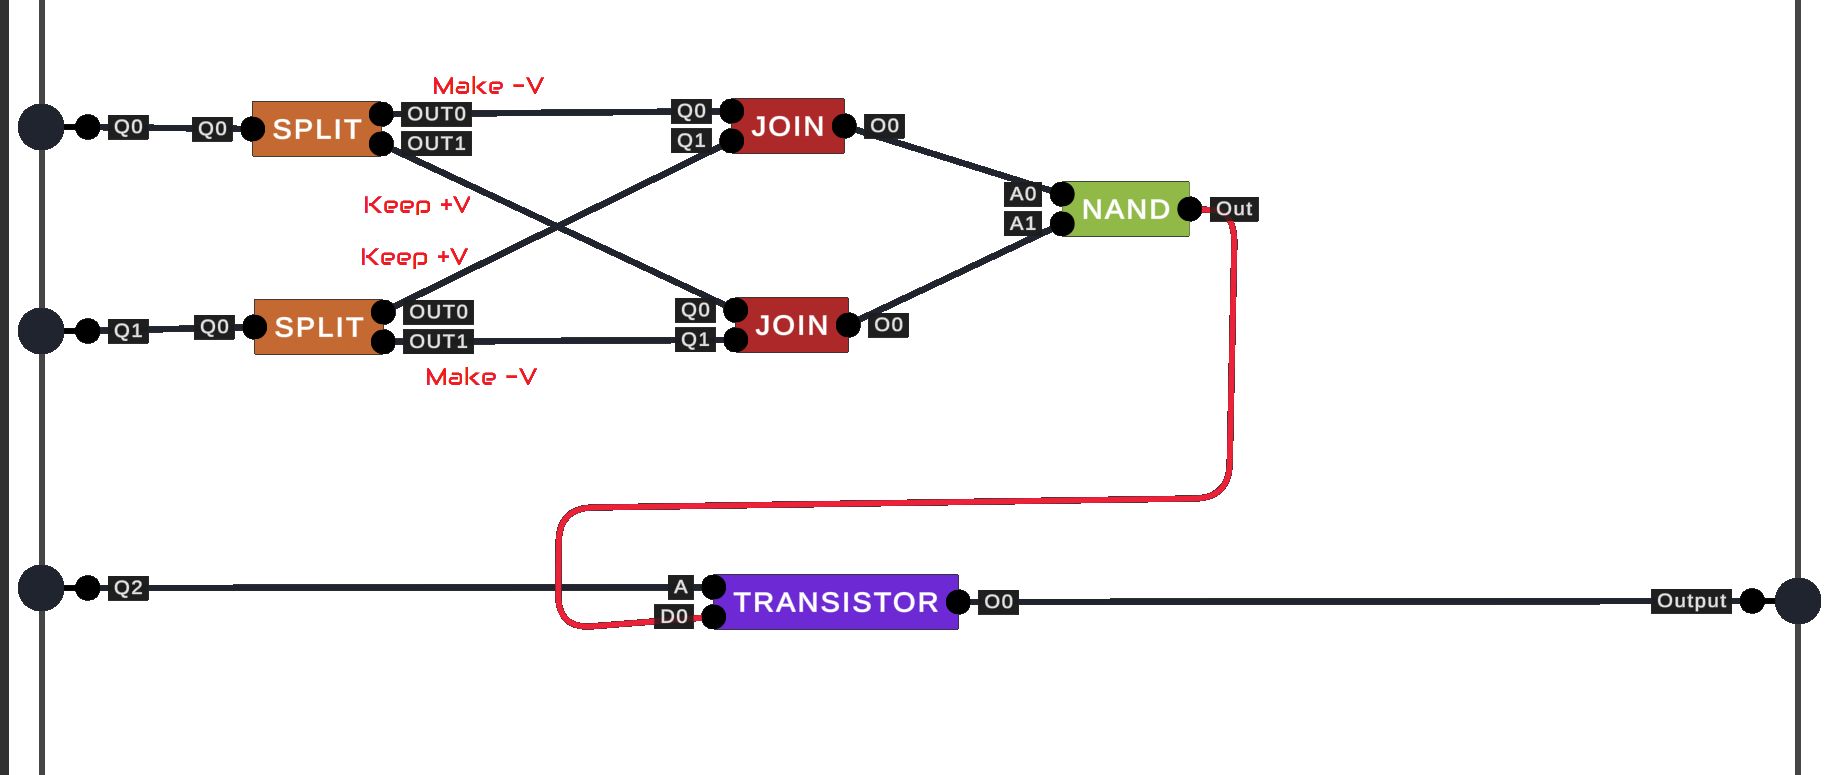 Make -V
Q0 Q0 SPLIT OUT0 Q0 JOIN O0
OUT1 Q1
Keep +V
A0 NAND Out
A1
Keep +V
Q1 Q0 SPLIT OUT0 Q0 JOIN O0
OUT1 Q1
Make -V
Q2 A TRANSISTOR O0 Output
D0